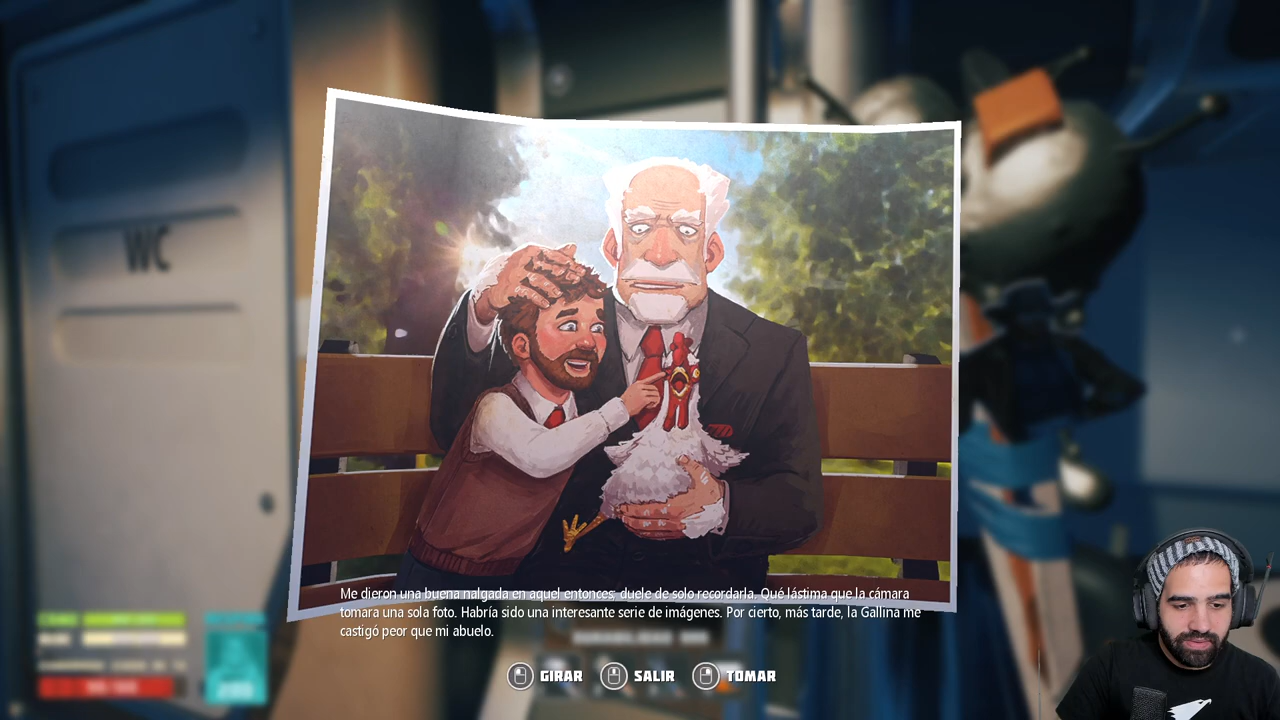 WC
Me dieron una buena nalgada en aquel entonces; duele de solo recordarla. Qué lástima que la cámara
tomara una sola foto. Habría sido una interesante serie de imágenes. Por cierto, más tarde, la Gallina me
castigó peor que mi abuelo.
GIRAR SALIR TOMAR